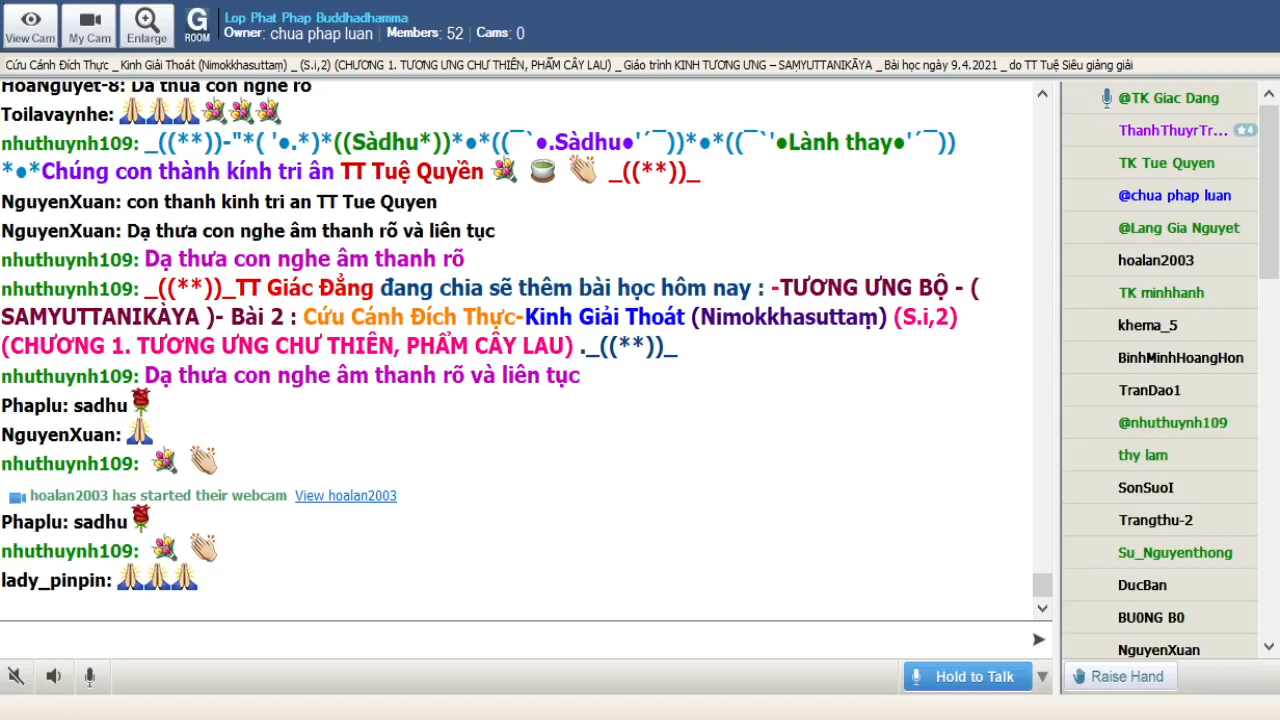 View Cam
My Cam
Enlarge
G
ROOM
Lop Phat Phap Buddhadhamma
Owner: chua phap luan | Members: 52 | Cams: 0
Cứu Cánh Đích Thực _ Kinh Giải Thoát (Nimokkhasuttaṃ) _ (S.i,2) (CHƯƠNG 1. TƯƠNG ƯNG CHƯ THIÊN, PHẨM CÂY LAU) _ Giáo trình KINH TƯƠNG ƯNG – SAṂYUTTANIKĀYA _ Bài học ngày 9.4.2021 _ do TT Tuệ Siêu giảng giải
HoaNguyet-8: Dạ thưa con nghe rõ
Toilavaynhe: 🙏🙏🙏💐💐💐
nhuthuynh109: _((**))-"*( '●.*)*((Sàdhu*))*●*((¯`●.Sàdhu●'´¯))*●*((¯`'●Lành thay●'´¯))
*●*Chúng con thành kính tri ân TT Tuệ Quyền 💐 🍵 👏 _((**))_
NguyenXuan: con thanh kinh tri an TT Tue Quyen
NguyenXuan: Dạ thưa con nghe âm thanh rõ và liên tục
nhuthuynh109: Dạ thưa con nghe âm thanh rõ
nhuthuynh109: _((**))_TT Giác Đẳng đang chia sẽ thêm bài học hôm nay : -TƯƠNG ƯNG BỘ - (
SAMYUTTANIKÀYA )- Bài 2 : Cứu Cánh Đích Thực-Kinh Giải Thoát (Nimokkhasuttaṃ) (S.i,2)
(CHƯƠNG 1. TƯƠNG ƯNG CHƯ THIÊN, PHẨM CÂY LAU) ._((**))_
nhuthuynh109: Dạ thưa con nghe âm thanh rõ và liên tục
Phaplu: sadhu🌹
NguyenXuan: 🙏
nhuthuynh109: 💐 👏
hoalan2003 has started their webcam View hoalan2003
Phaplu: sadhu🌹
nhuthuynh109: 💐 👏
lady_pinpin: 🙏🙏🙏
Hold to Talk
@TK Giac Dang
ThanhThuyrTr... 4
TK Tue Quyen
@chua phap luan
@Lang Gia Nguyet
hoalan2003
TK minhhanh
khema_5
BinhMinhHoangHon
TranDao1
@nhuthuynh109
thy lam
SonSuoI
Trangthu-2
Su_Nguyenthong
DucBan
BU0NG B0
NguyenXuan
Raise Hand